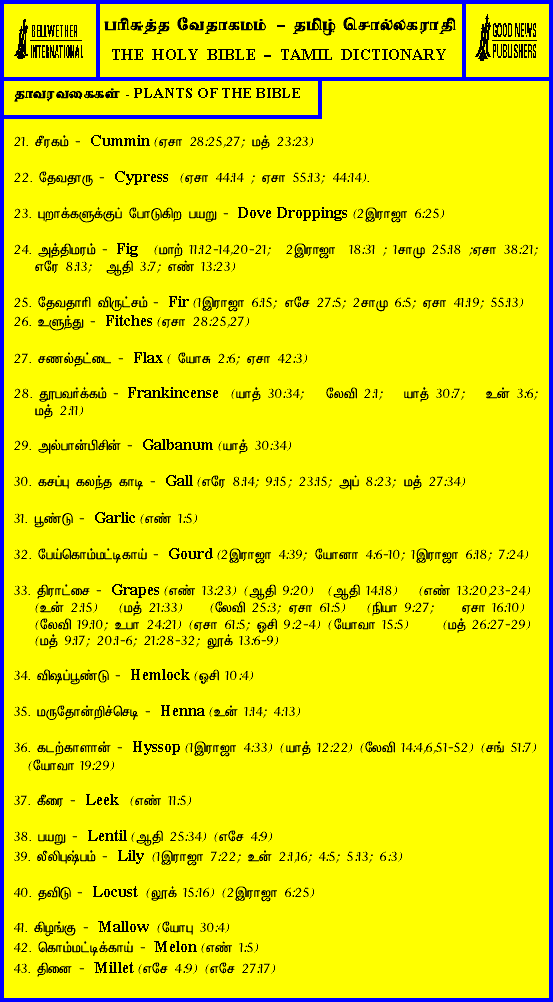 BELLWETHER
INTERNATIONAL
பரிசுத்த வேதாகமம் – தமிழ் சொல்லகராதி
THE HOLY BIBLE – TAMIL DICTIONARY
GOOD NEWS
PUBLISHERS
தாவரவகைகள் - PLANTS OF THE BIBLE
21. சீரகம் - Cummin (ஏசா 28:25,27; மத் 23:23)
22. தேவதாரு - Cypress (ஏசா 44:14 ; ஏசா 55:13; 44:14).
23. புறாக்களுக்குப் போடுகிற பயறு - Dove Droppings (2இராஜா 6:25)
24. அத்திமரம் - Fig (மாற் 11:12-14,20-21; 2இராஜா 18:31 ; 1சாமு 25:18 ;ஏசா 38:21;
எரே 8:13; ஆதி 3:7; எண் 13:23)
25. தேவதாரி விருட்சம் - Fir (1இராஜா 6:15; எசே 27:5; 2சாமு 6:5; ஏசா 41:19; 55:13)
26. உளுந்து - Fitches (ஏசா 28:25,27)
27. சணல்தட்டை - Flax ( யோசு 2:6; ஏசா 42:3)
28. தூபவர்க்கம் - Frankincense (யாத் 30:34; லேவி 2:1; யாத் 30:7; உன் 3:6;
மத் 2:11)
29. அல்பான்பிசின் - Galbanum (யாத் 30:34)
30. கசப்பு கலந்த காடி - Gall (எரே 8:14; 9:15; 23:15; அப் 8:23; மத் 27:34)
31. பூண்டு - Garlic (எண் 1:5)
32. பேய்கொம்மட்டிகாய் - Gourd (2இராஜா 4:39; யோனா 4:6-10; 1இராஜா 6:18; 7:24)
33. திராட்சை - Grapes (எண் 13:23) (ஆதி 9:20) (ஆதி 14:18) (எண் 13:20,23-24)
(உன் 2:15) (மத் 21:33) (லேவி 25:3; ஏசா 61:5) (நியா 9:27; ஏசா 16:10)
(லேவி 19:10; உபா 24:21) (ஏசா 61:5; ஓசி 9:2-4) (யோவா 15:5) (மத் 26:27-29)
(மத் 9:17; 20:1-6; 21:28-32; லூக் 13:6-9)
34. விஷப்பூண்டு - Hemlock (ஓசி 10:4)
35. மருதோன்றிச்செடி - Henna (உன் 1:14; 4:13)
36. கடற்காளான் - Hyssop (1இராஜா 4:33) (யாத் 12:22) (லேவி 14:4,6,51-52) (சங் 51:7)
(யோவா 19:29)
37. கீரை - Leek (எண் 11:5)
38. பயறு - Lentil (ஆதி 25:34) (எசே 4:9)
39. லீலிபுஷ்பம் - Lily (1இராஜா 7:22; உன் 2:1,16; 4:5; 5:13; 6:3)
40. தவிடு - Locust (லூக் 15:16) (2இராஜா 6:25)
41. கிழங்கு - Mallow (யோபு 30:4)
42. கொம்மட்டிக்காய் - Melon (எண் 1:5)
43. தினை - Millet (எசே 4:9) (எசே 27:17)